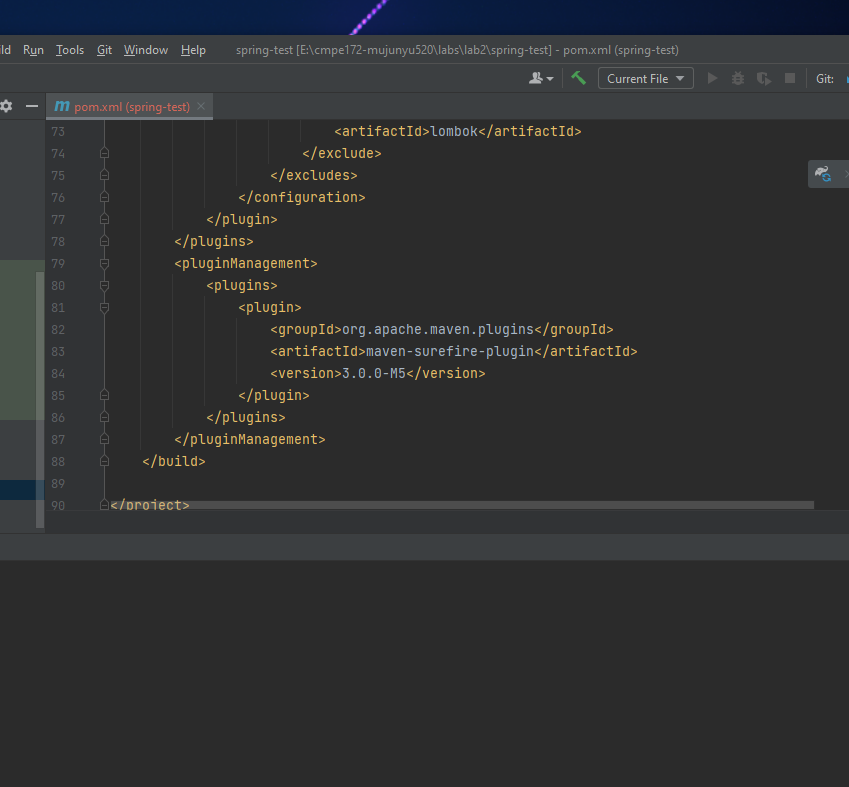 ld Run Tools Git Window Help spring-test [E:\cmpe172-mujunyu520\labs\lab2\spring-test] - pom.xml (spring-test)
Current File Git:
m pom.xml (spring-test)
73 <artifactId>lombok</artifactId>
74 </exclude>
75 </excludes>
76 </configuration>
77 </plugin>
78 </plugins>
79 <pluginManagement>
80 <plugins>
81 <plugin>
82 <groupId>org.apache.maven.plugins</groupId>
83 <artifactId>maven-surefire-plugin</artifactId>
84 <version>3.0.0-M5</version>
85 </plugin>
86 </plugins>
87 </pluginManagement>
88 </build>
89
90 </project>